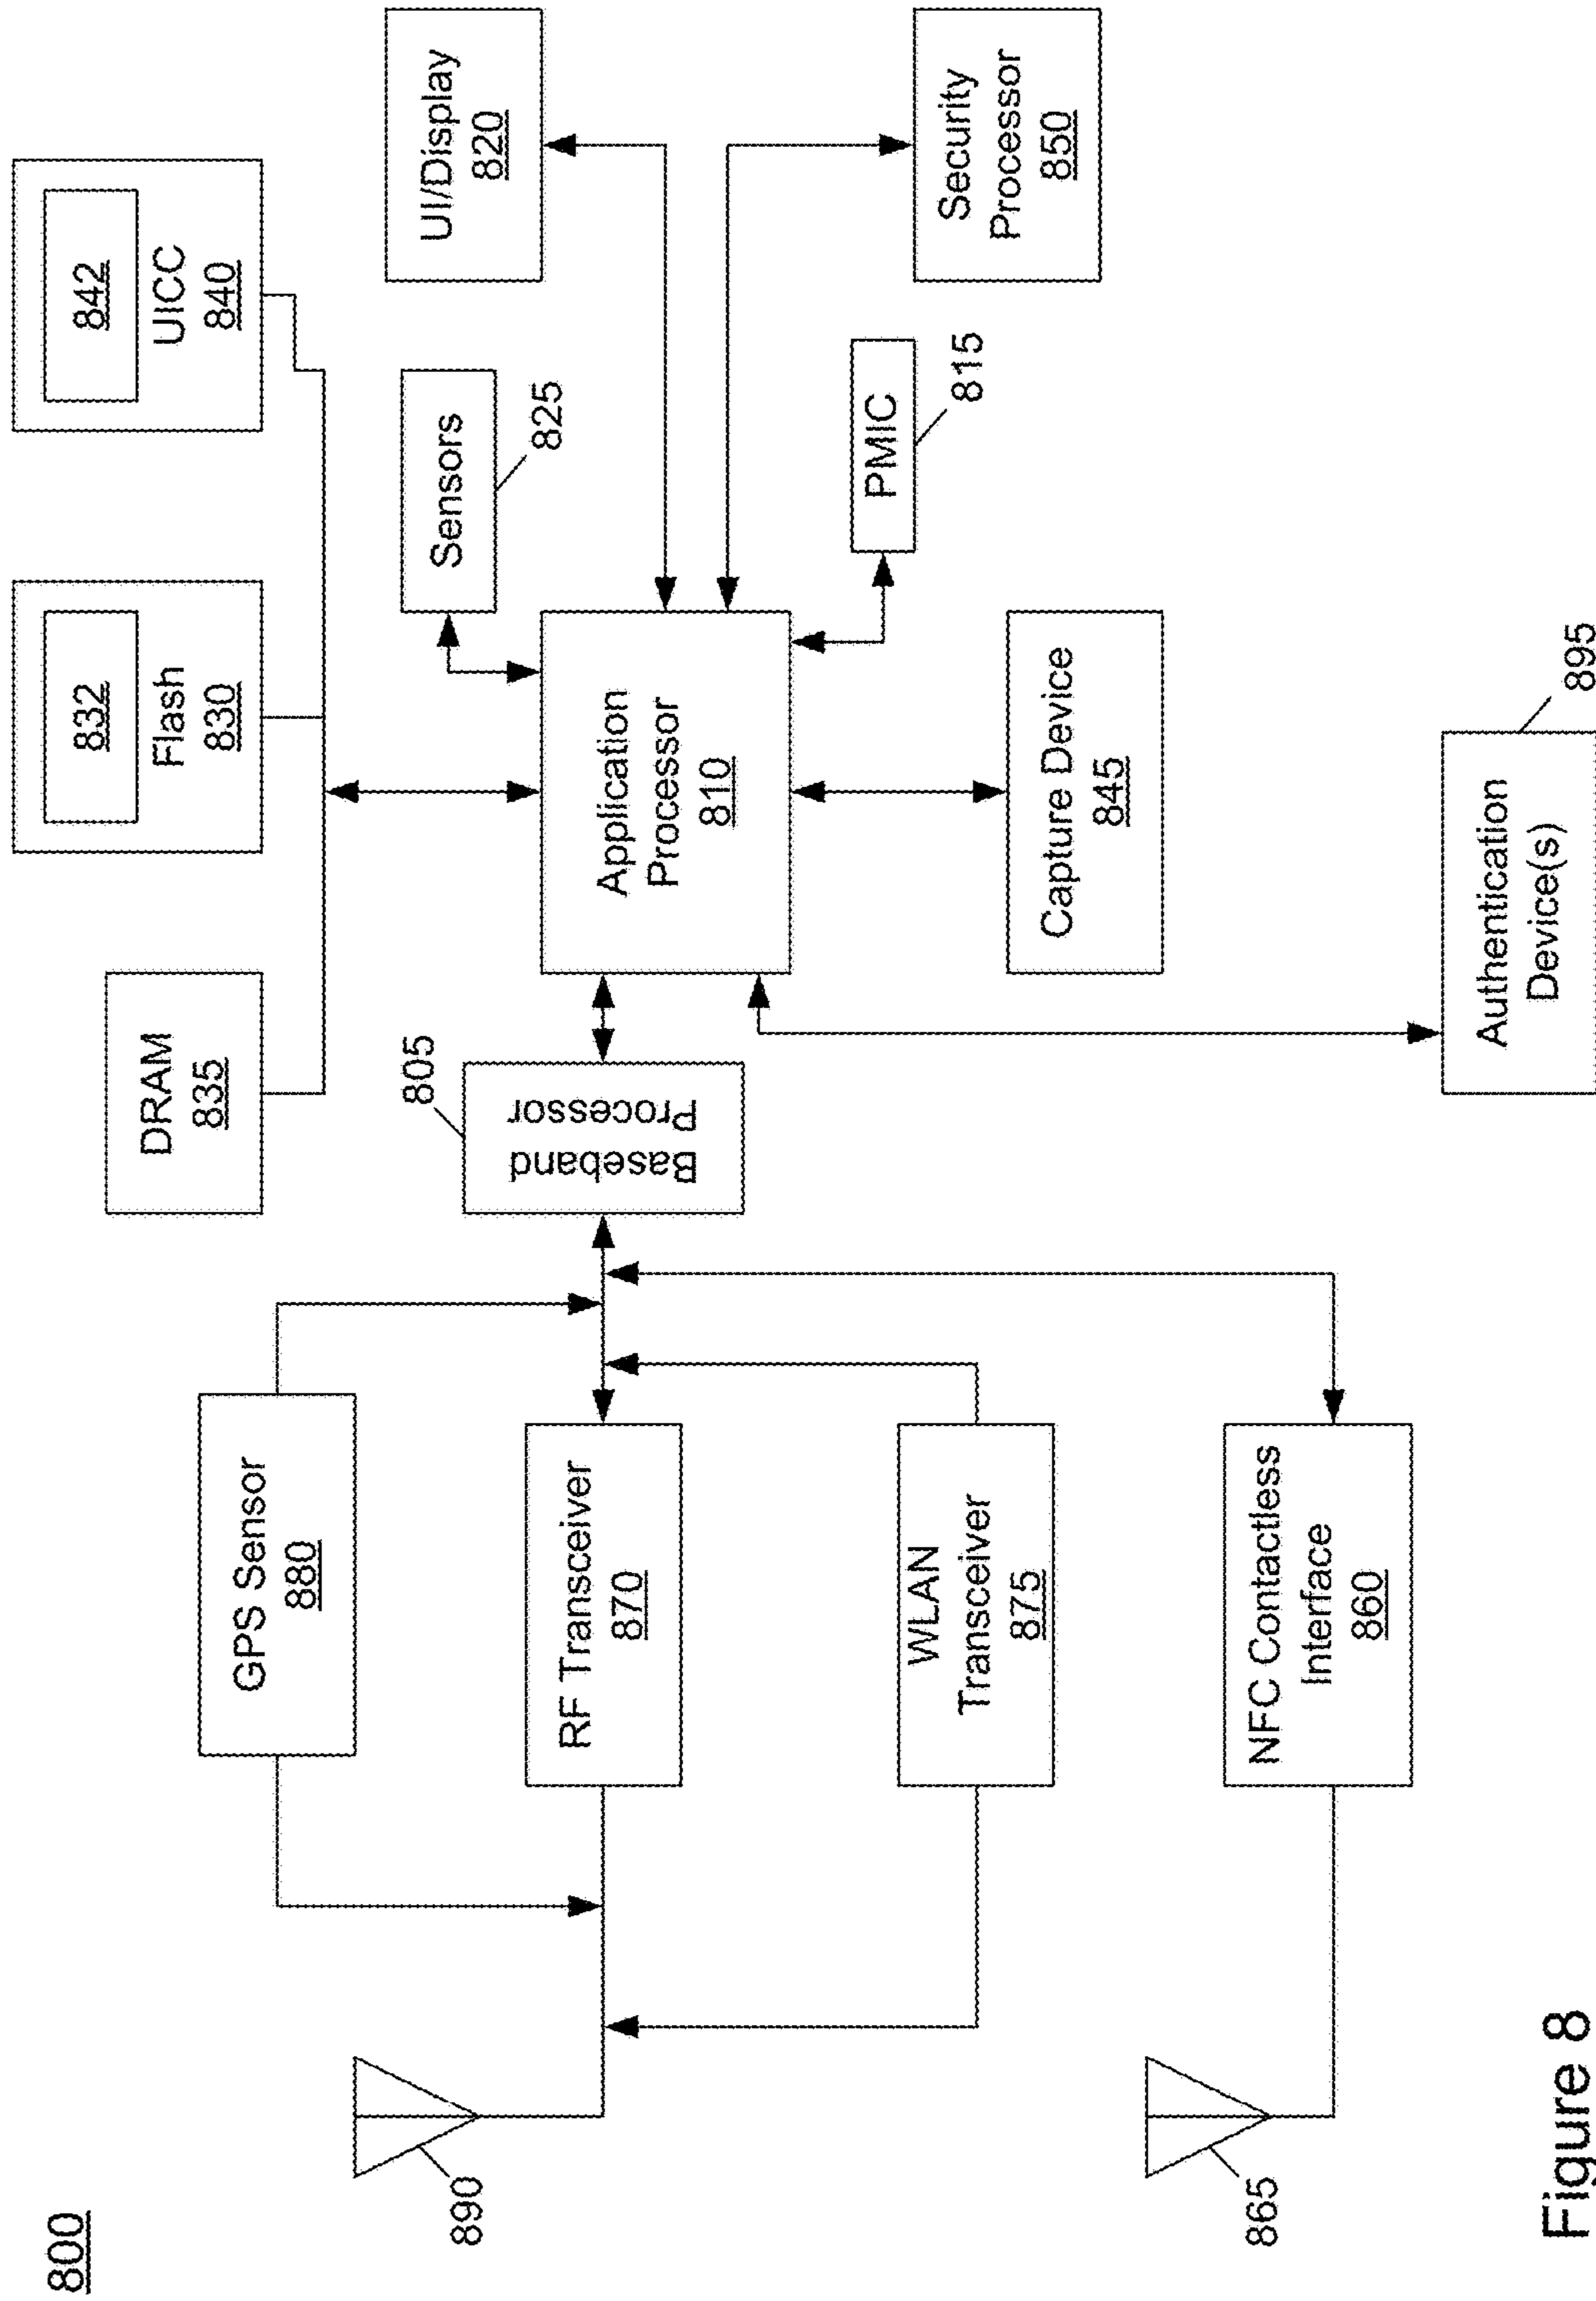 800
890
865
GPS Sensor
880
RF Transceiver
870
WLAN
Transceiver
875
NFC Contactless
Interface
860
Baseband
Processor
805
DRAM
835
832
Flash
830
842
UICC
840
Application
Processor
810
Sensors
825
UI/Display
820
Security
Processor
850
PMIC
815
Capture Device
845
Authentication
Device(s)
895
Figure 8